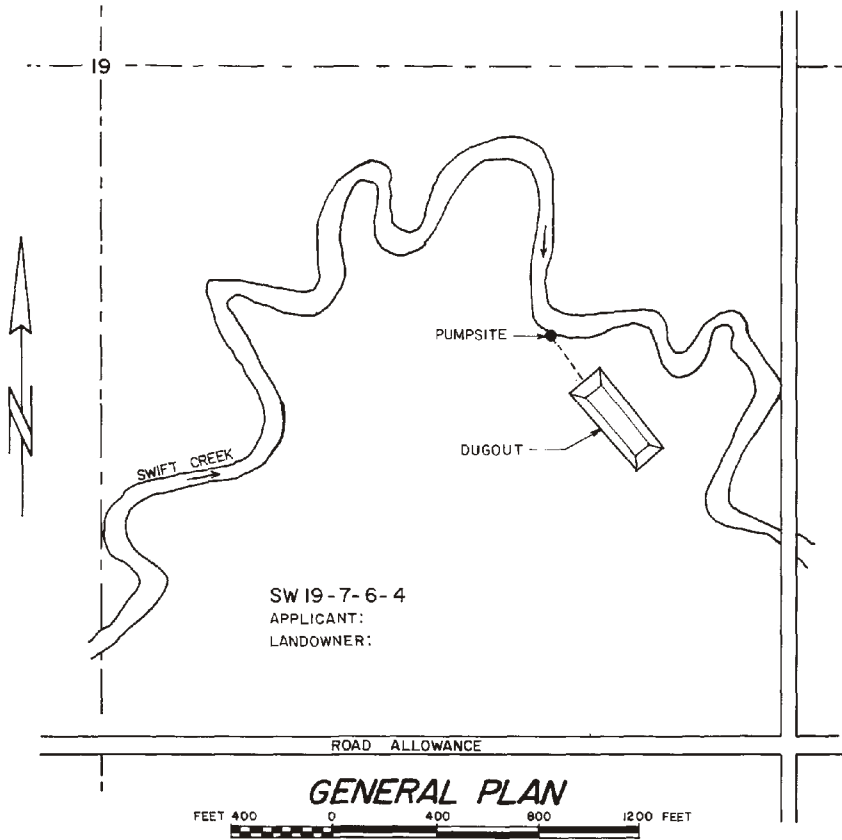 19
N
PUMPSITE
DUGOUT
SWIFT CREEK
SW 19-7-6-4
APPLICANT:
LANDOWNER:
ROAD ALLOWANCE
GENERAL PLAN
FEET 400 0 400 800 1200 FEET